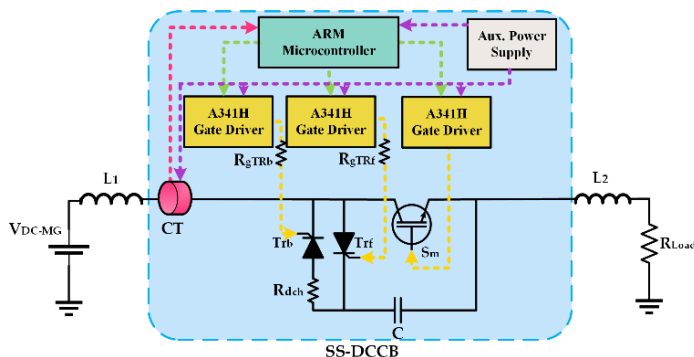 ARM
Microcontroller
Aux. Power
Supply
A341H
Gate Driver
A341H
Gate Driver
A341H
Gate Driver
RgTRb
RgTRf
L1
L2
VDC-MG
CT
Trb
Trf
Sm
RLoad
Rdch
C
SS-DCCB